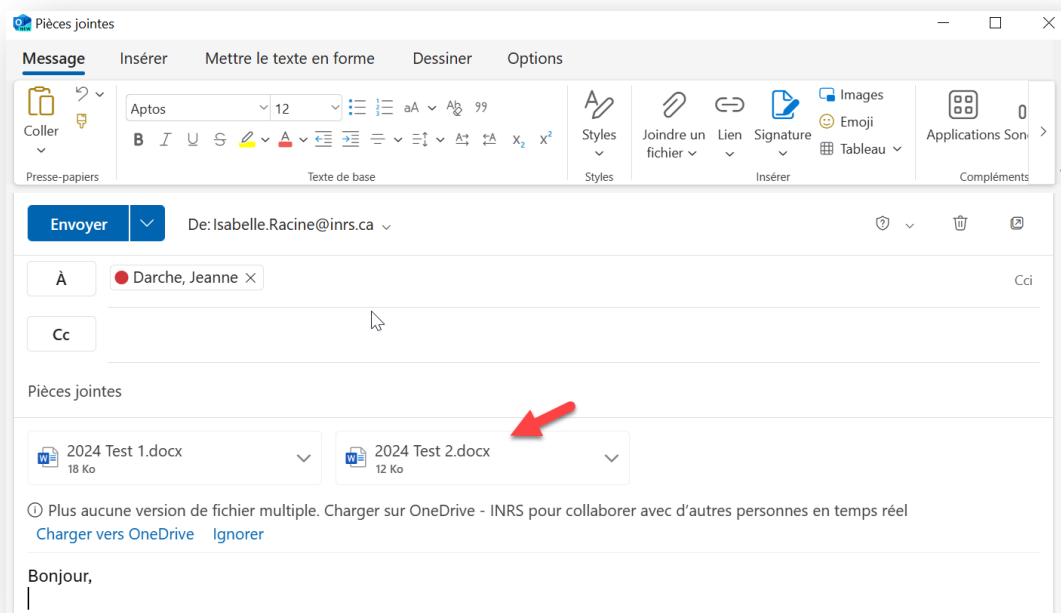 Pièces jointes
Message Insérer Mettre le texte en forme Dessiner Options
Coller
Aptos 12 aA
B I U S A x₂ x²
Styles
Joindre un fichier
Lien
Signature
Images
Emoji
Tableau
Applications
Presse-papiers Texte de base Styles Insérer Compléments
Envoyer De: Isabelle.Racine@inrs.ca
À Darche, Jeanne Cci
Cc
Pièces jointes
2024 Test 1.docx
18 Ko
2024 Test 2.docx
12 Ko
Plus aucune version de fichier multiple. Charger sur OneDrive - INRS pour collaborer avec d'autres personnes en temps réel
Charger vers OneDrive Ignorer
Bonjour,